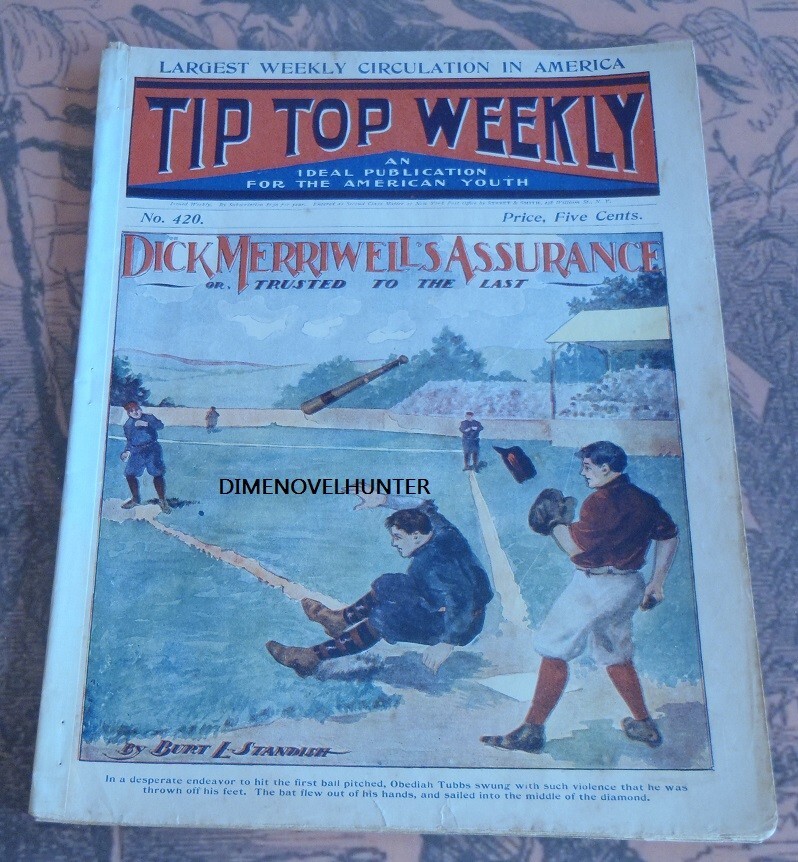 LARGEST WEEKLY CIRCULATION IN AMERICA
TIP TOP WEEKLY
AN
IDEAL PUBLICATION
FOR THE AMERICAN YOUTH
No. 420.
Price, Five Cents.
DICK MERRIWELL'S ASSURANCE
OR, TRUSTED TO THE LAST
DIMENOVELHUNTER
By BURT L. STANDISH
In a desperate endeavor to hit the first ball pitched, Obediah Tubbs swung with such violence that he was
thrown off his feet. The bat flew out of his hands, and sailed into the middle of the diamond.